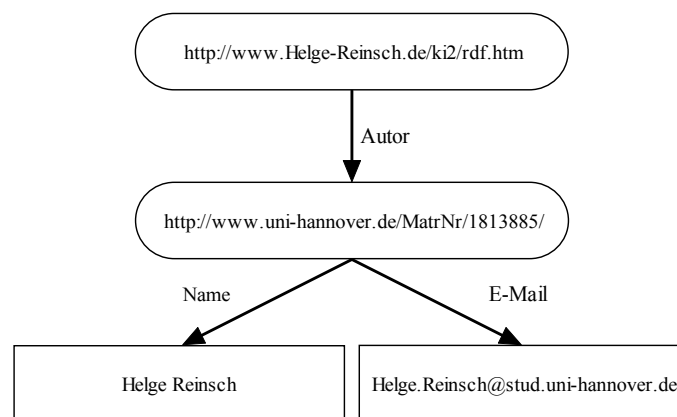 http://www.Helge-Reinsch.de/ki2/rdf.htm
Autor
http://www.uni-hannover.de/MatrNr/1813885/
Name
E-Mail
Helge Reinsch
Helge.Reinsch@stud.uni-hannover.de